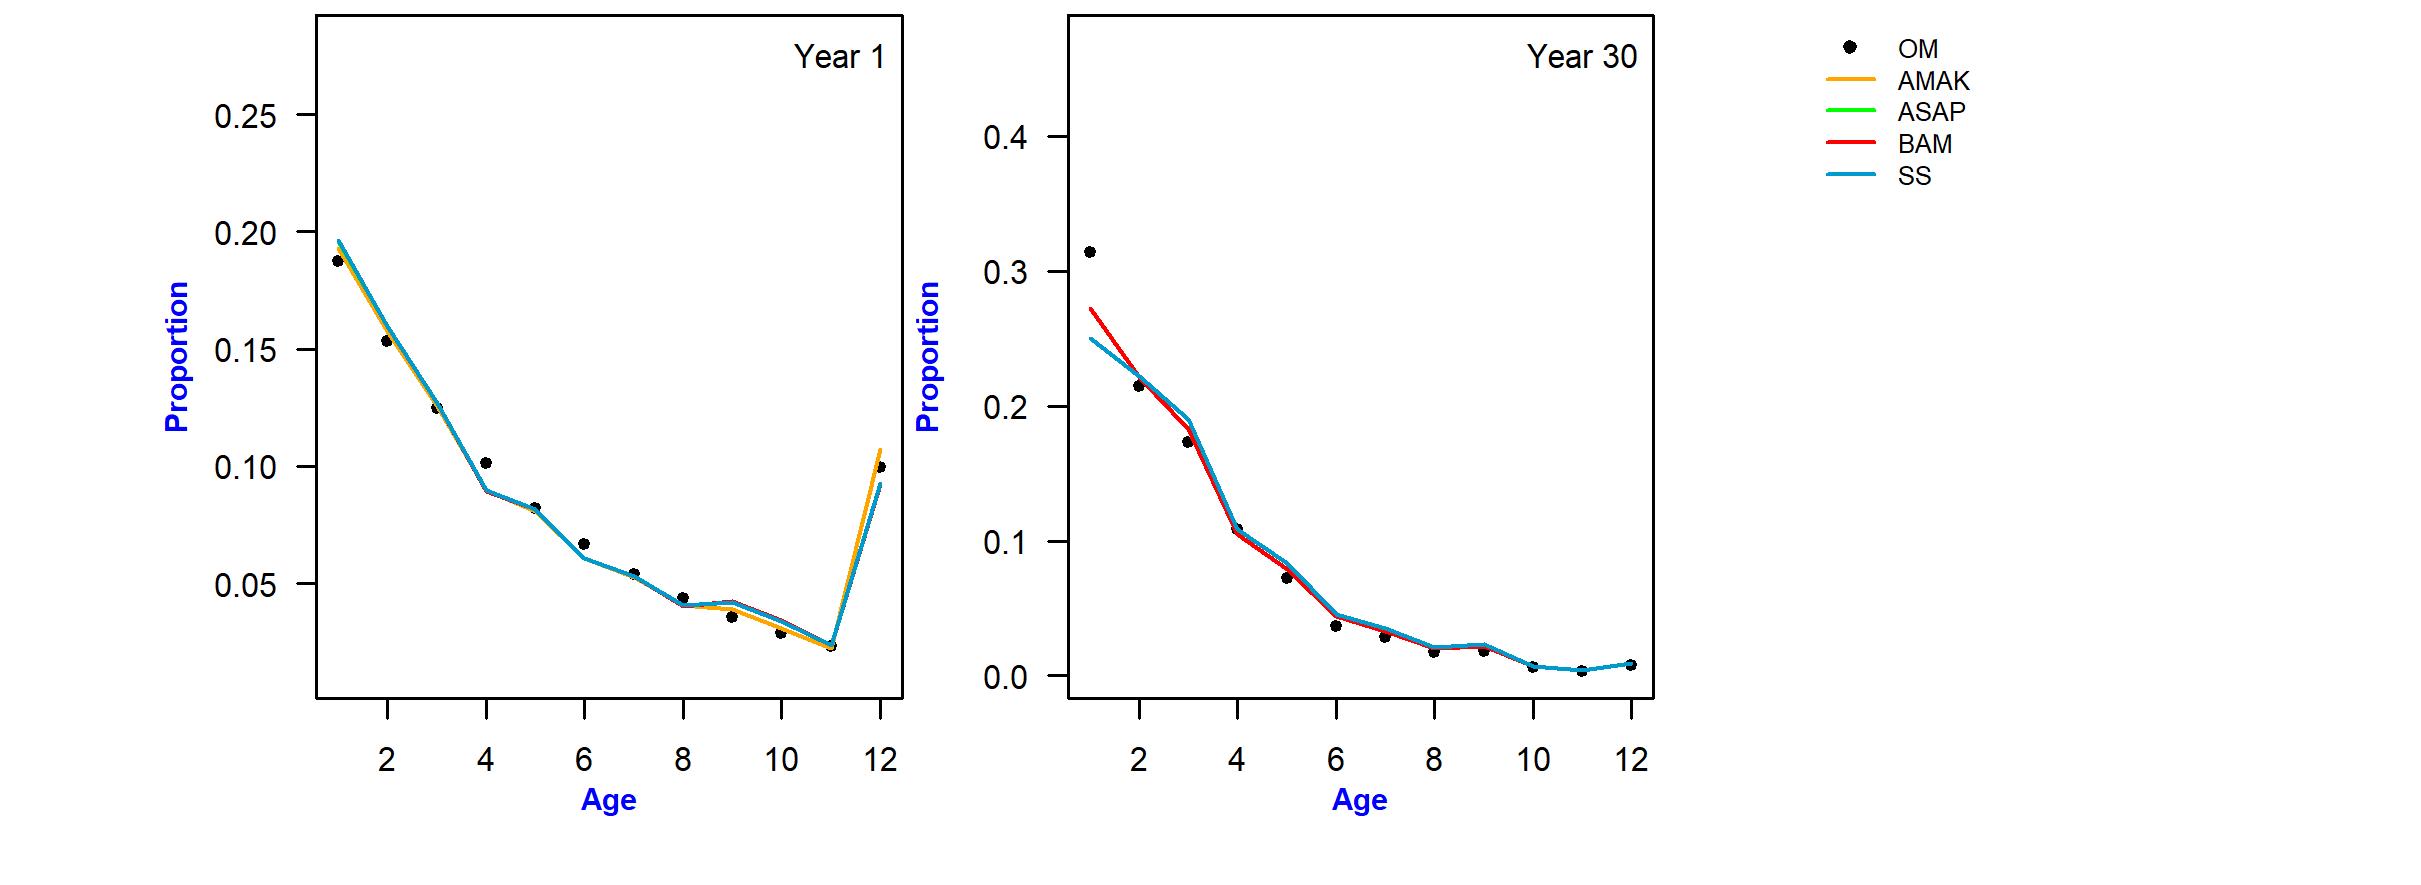 Year 1
0.25
0.20
0.15
0.10
0.05
Proportion
2 4 6 8 10 12
Age
Year 30
0.4
0.3
0.2
0.1
0.0
Proportion
2 4 6 8 10 12
Age
OM
AMAK
ASAP
BAM
SS